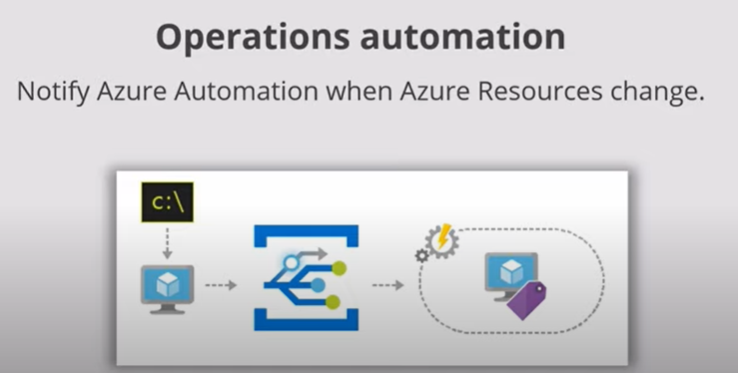 Operations automation
Notify Azure Automation when Azure Resources change.
c:\